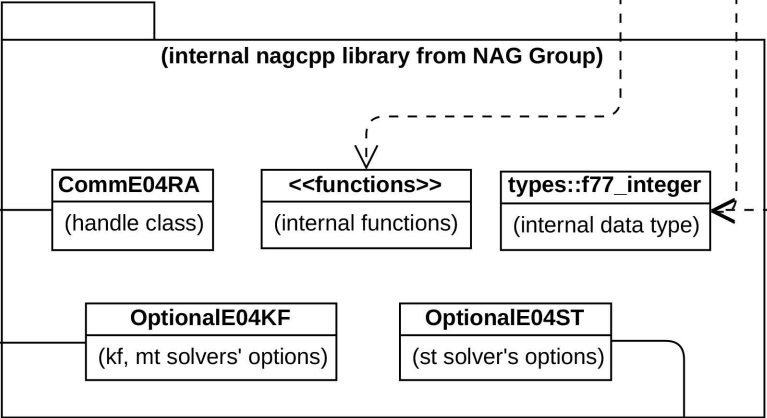 (internal nagcpp library from NAG Group)
CommE04RA
(handle class)
<<functions>>
(internal functions)
types::f77_integer
(internal data type)
OptionalE04KF
(kf, mt solvers' options)
OptionalE04ST
(st solver's options)